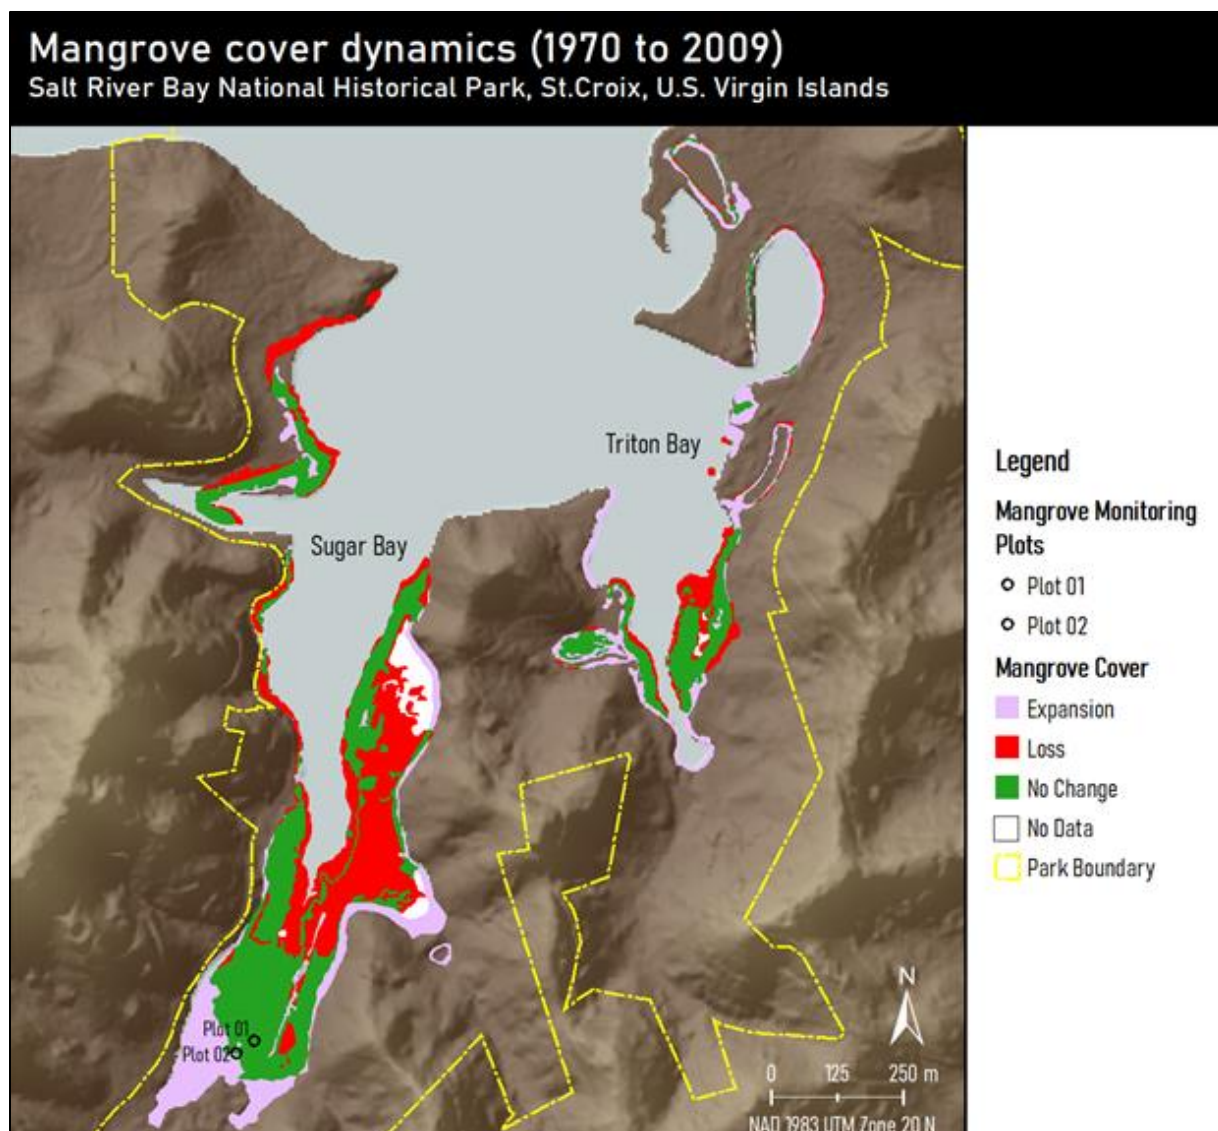 Mangrove cover dynamics (1970 to 2009)
Salt River Bay National Historical Park, St.Croix, U.S. Virgin Islands
Triton Bay
Sugar Bay
Plot 01
Plot 02
N
0 125 250 m
NAD 1983 UTM Zone 20 N
Legend
Mangrove Monitoring
Plots
Plot 01
Plot 02
Mangrove Cover
Expansion
Loss
No Change
No Data
Park Boundary